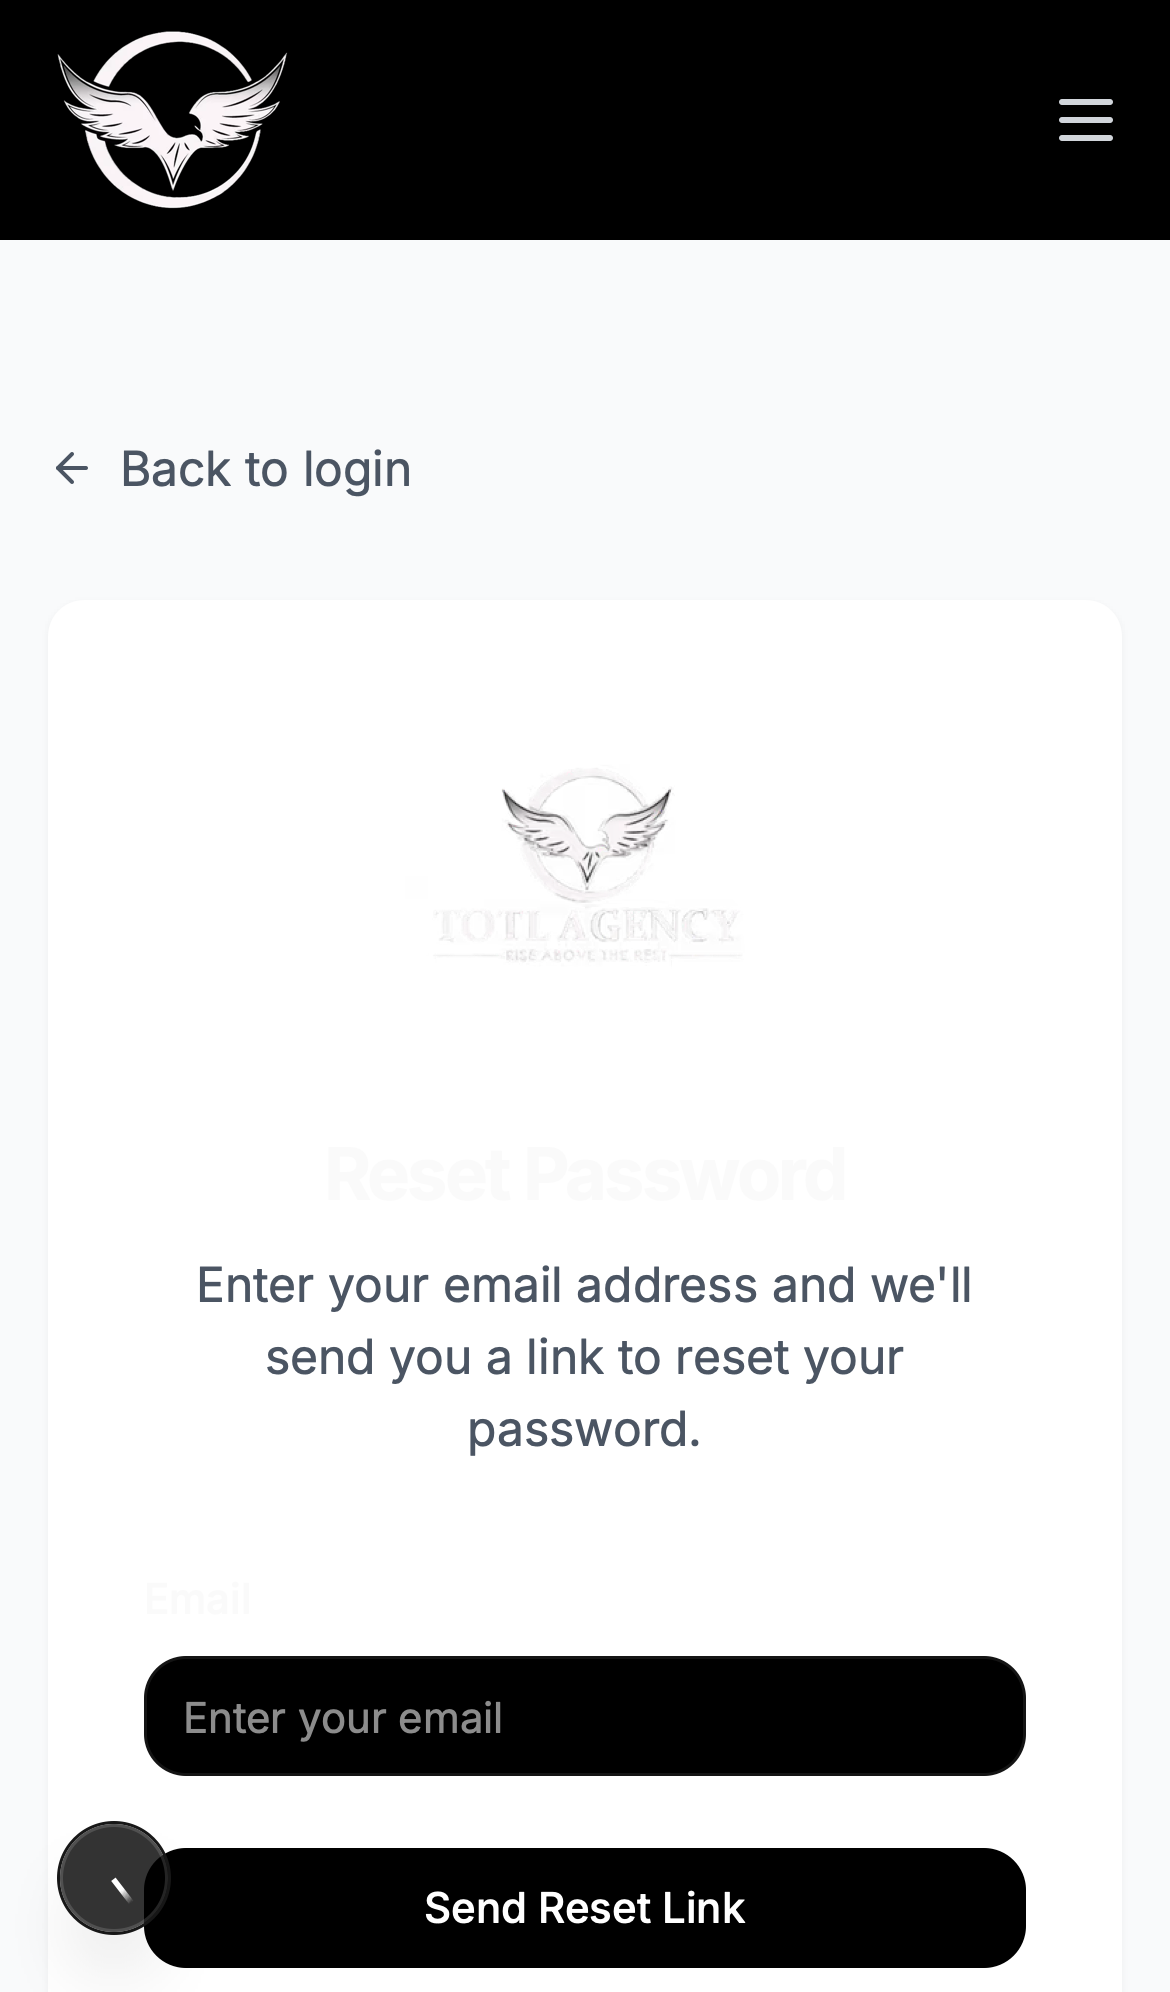 Back to login
TOTL AGENCY
RISE ABOVE THE REST
Reset Password
Enter your email address and we'll
send you a link to reset your
password.
Email
Enter your email
Send Reset Link